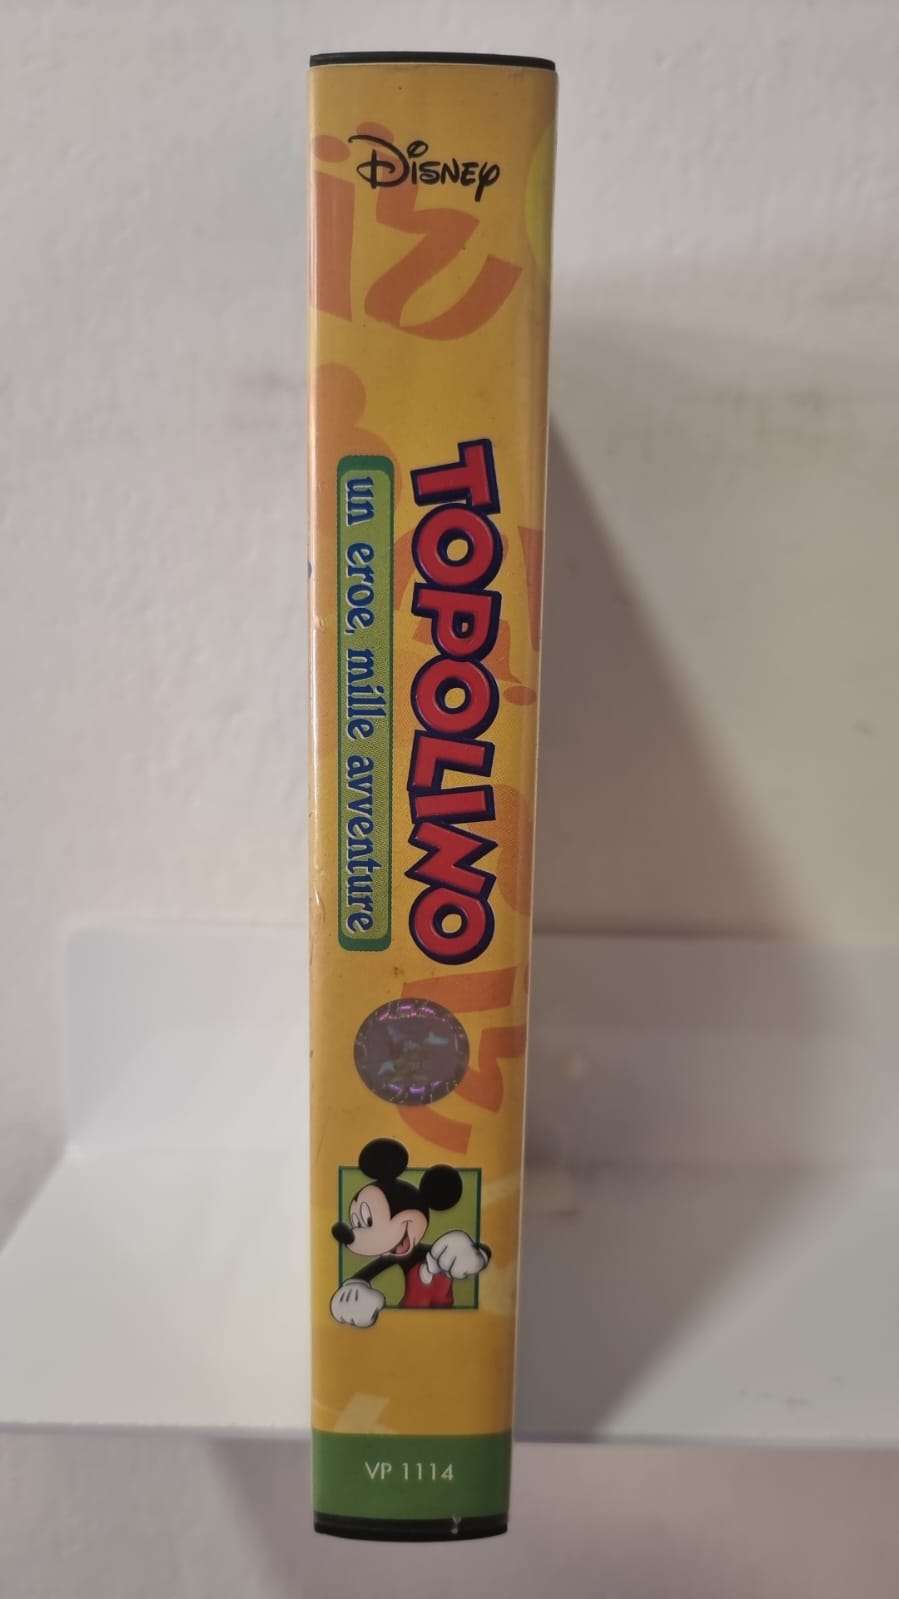 Disney
TOPOLINO
un eroe, mille avventure
VP 1114